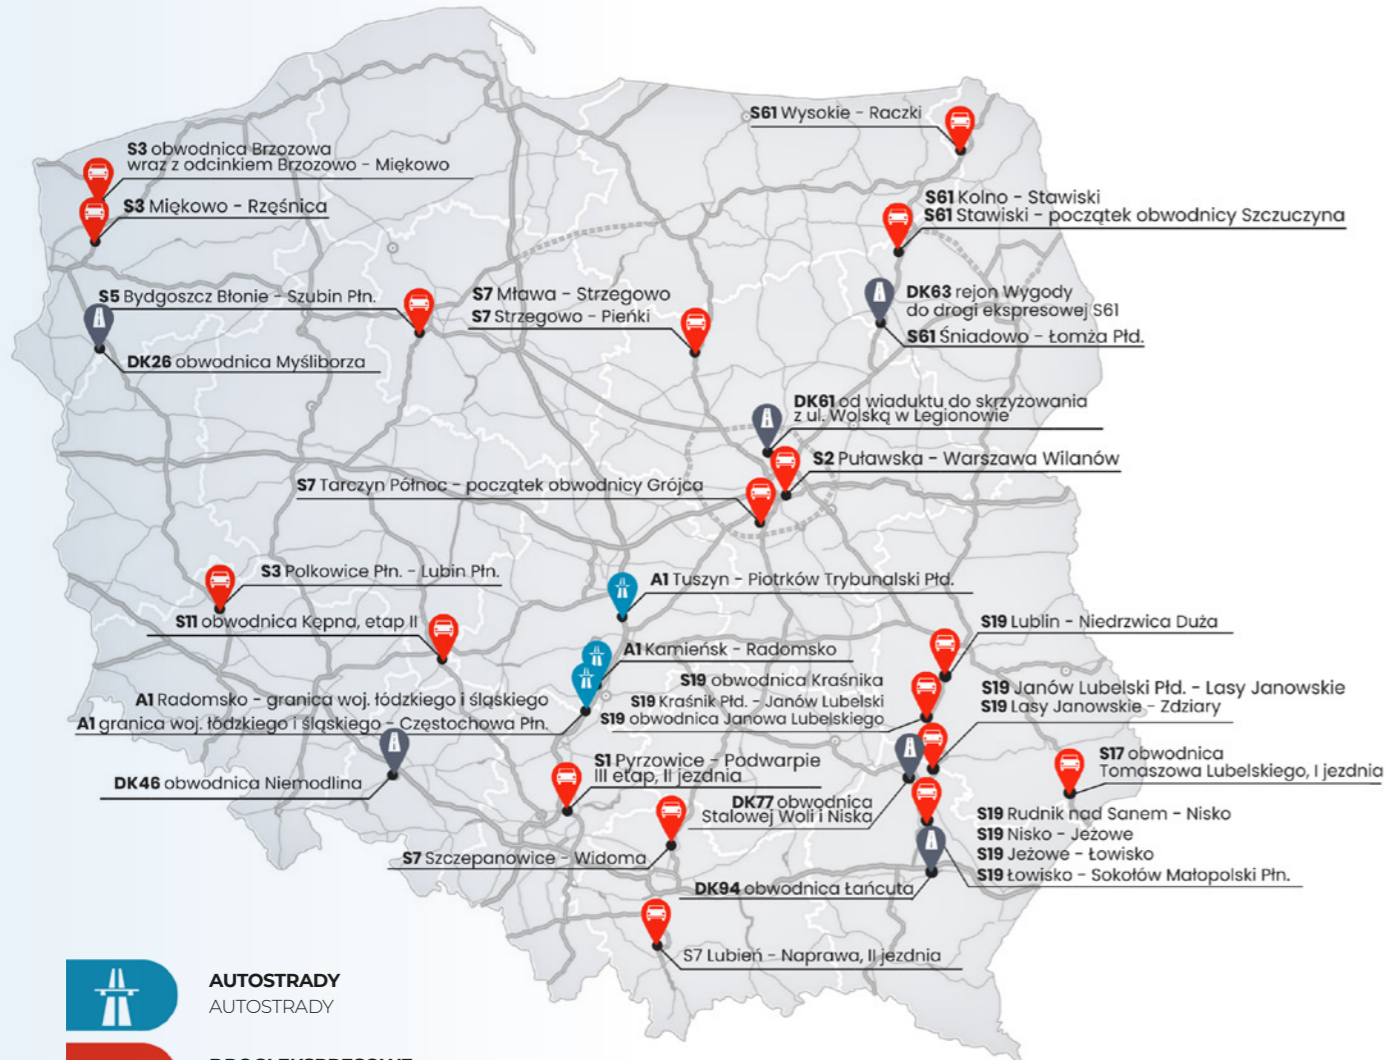 S61 Wysokie - Raczki
S3 obwodnica Brzozowa
wraz z odcinkiem Brzozowo - Miękowo
S3 Miękowo - Rzęśnica
S61 Kolno - Stawiski
S61 Stawiski - początek obwodnicy Szczuczyna
S5 Bydgoszcz Błonie - Szubin Płn.
S7 Mława - Strzegowo
S7 Strzegowo - Pieńki
DK63 rejon Wygody
do drogi ekspresowej S61
S61 Śniadowo - Łomża Płd.
DK26 obwodnica Myśliborza
DK61 od wiaduktu do skrzyżowania
z ul. Wolską w Legionowie
S2 Puławska - Warszawa Wilanów
S7 Tarczyn Północ - początek obwodnicy Grójca
S3 Polkowice Płn. - Lubin Płn.
A1 Tuszyn - Piotrków Trybunalski Płd.
S11 obwodnica Kępna, etap II
S19 Lublin - Niedrzwica Duża
A1 Kamieńsk - Radomsko
S19 obwodnica Kraśnika
S19 Kraśnik Płd. - Janów Lubelski
S19 obwodnica Janowa Lubelskiego
S19 Janów Lubelski Płd. - Lasy Janowskie
S19 Lasy Janowskie - Zdziary
A1 Radomsko - granica woj. łódzkiego i śląskiego
A1 granica woj. łódzkiego i śląskiego - Częstochowa Płn.
S1 Pyrzowice - Podwarpie
III etap, II jezdnia
S17 obwodnica
Tomaszowa Lubelskiego, I jezdnia
DK46 obwodnica Niemodlina
DK77 obwodnica
Stalowej Woli i Niska
S19 Rudnik nad Sanem - Nisko
S19 Nisko - Jeżowe
S19 Jeżowe - Łowisko
S19 Łowisko - Sokołów Małopolski Płn.
S7 Szczepanowice - Widoma
DK94 obwodnica Łańcuta
S7 Lubień - Naprawa, II jezdnia
AUTOSTRADY
AUTOSTRADY